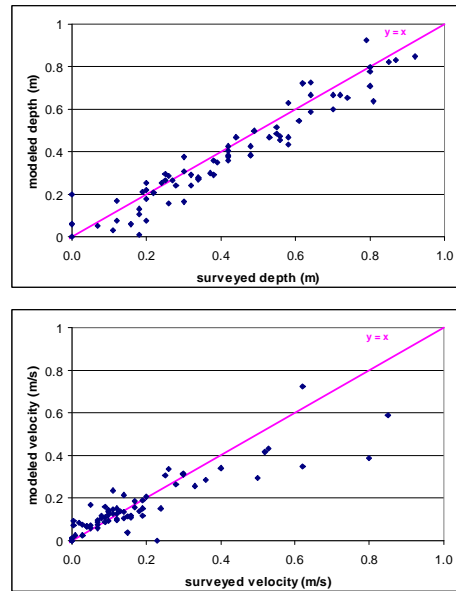 1
y = x
0.8
0.6
0.4
0.2
0
0.0 0.2 0.4 0.6 0.8 1.0
modeled depth (m)
surveyed depth (m)
1
y = x
0.8
0.6
0.4
0.2
0
0.0 0.2 0.4 0.6 0.8 1.0
modeled velocity (m/s)
surveyed velocity (m/s)